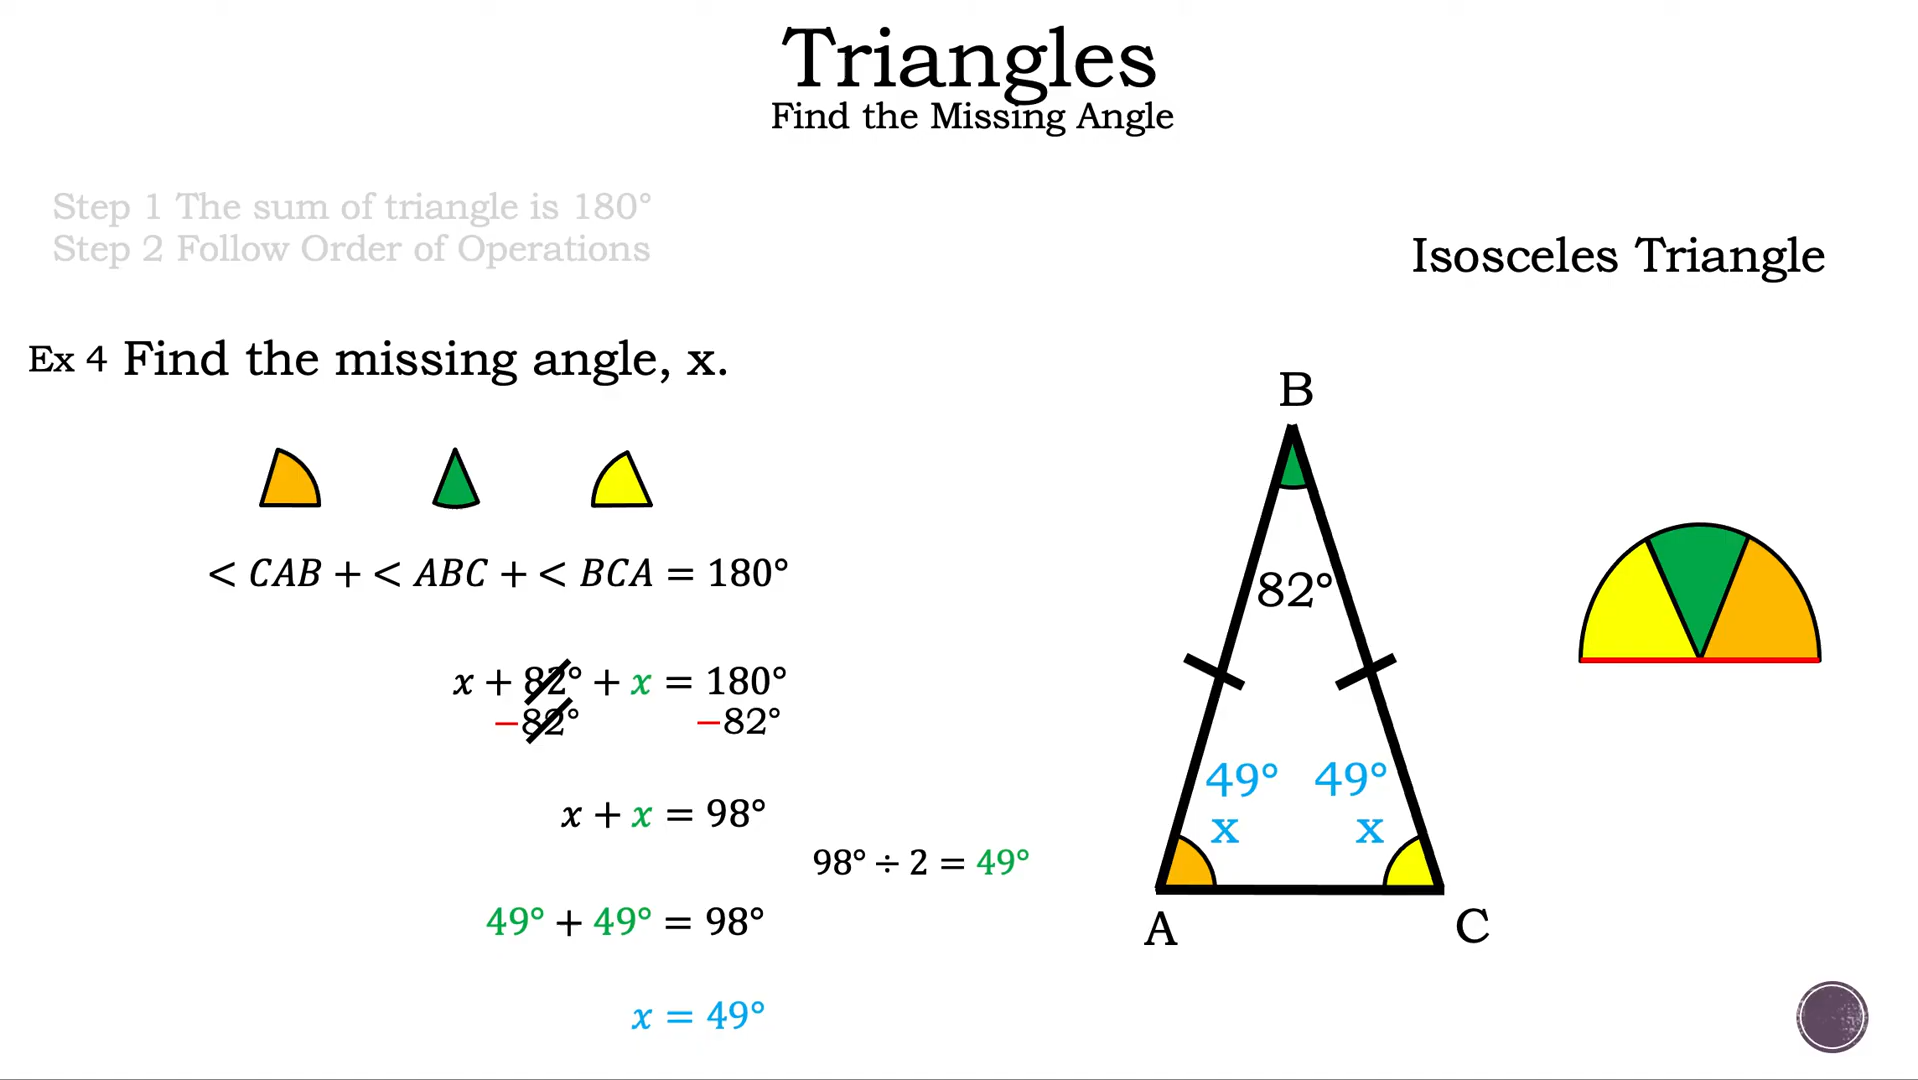 Triangles
Find the Missing Angle
Step 1 The sum of triangle is 180°
Step 2 Follow Order of Operations
Isosceles Triangle
Ex 4 Find the missing angle, x.
< CAB + < ABC + < BCA = 180°
x + 82° + x = 180°
−82° −82°
x + x = 98°
98° ÷ 2 = 49°
49° + 49° = 98°
x = 49°
B
82°
49° 49°
x x
A C